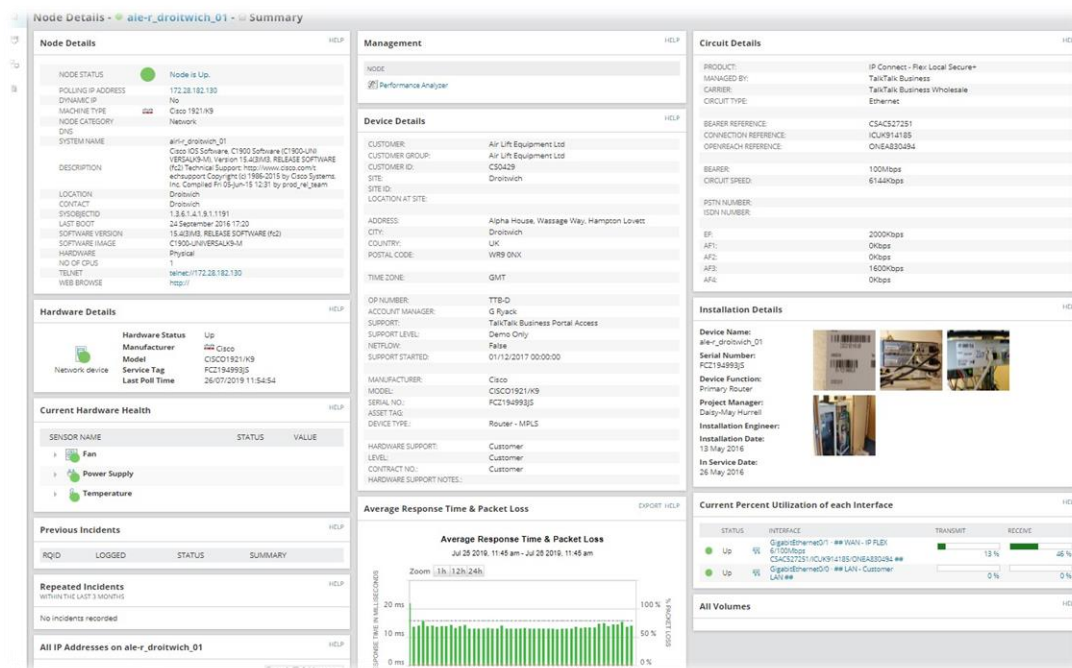 Node Details - ale-r_droitwich_01 - Summary
Node Details
HELP
NODE STATUS Node is Up.
POLLING IP ADDRESS 172.28.182.130
DYNAMIC IP No
MACHINE TYPE Cisco 1921/K9
NODE CATEGORY Network
DNS
SYSTEM NAME
DESCRIPTION Cisco IOS Software, C1900 Software (C1900-UNI
VERSALK9-M), Version 15.4(3)M3, RELEASE SOFTWARE
(fc2) Technical Support: http://www.cisco.com/t
echsupport Copyright (c) 1986-2015 by Cisco Systems,
Inc. Compiled Fri 05-Jun-15 12:31 by prod_rel_team
LOCATION Droitwich
CONTACT Droitwich
SYSOBJECTID 1.3.6.1.4.1.9.1.1191
LAST BOOT 24 September 2016 17:20
SOFTWARE VERSION 15.4(3)M3, RELEASE SOFTWARE (fc2)
SOFTWARE IMAGE C1900-UNIVERSALK9-M
HARDWARE Physical
NO OF CPUS 1
TELNET telnet://172.28.182.130
WEB BROWSE http://
Hardware Details
HELP
Hardware Status Up
Manufacturer Cisco
Model CISCO1921/K9
Service Tag FCZ194993JS
Last Poll Time 26/07/2019 11:54:54
Network device
Current Hardware Health
HELP
SENSOR NAME STATUS VALUE
Fan
Power Supply
Temperature
Previous Incidents
HELP
RQID LOGGED STATUS SUMMARY
Repeated Incidents
HELP
WITHIN THE LAST 3 MONTHS
No incidents recorded
All IP Addresses on ale-r_droitwich_01
HELP
Management
HELP
NODE
Performance Analyzer
Device Details
HELP
CUSTOMER: Air Lift Equipment Ltd
CUSTOMER GROUP: Air Lift Equipment Ltd
CUSTOMER ID: CS0429
SITE: Droitwich
SITE ID:
LOCATION AT SITE:
ADDRESS: Alpha House, Wassage Way, Hampton Lovett
CITY: Droitwich
COUNTRY: UK
POSTAL CODE: WR9 0NX
TIME ZONE: GMT
OP NUMBER: TTB-D
ACCOUNT MANAGER: G Ryack
SUPPORT: TalkTalk Business Portal Access
SUPPORT LEVEL: Demo Only
NETFLOW: False
SUPPORT STARTED: 01/12/2017 00:00:00
MANUFACTURER: Cisco
MODEL: CISCO1921/K9
SERIAL NO.: FCZ194993JS
ASSET TAG:
DEVICE TYPE: Router - MPLS
HARDWARE SUPPORT: Customer
LEVEL: Customer
CONTRACT NO.: Customer
HARDWARE SUPPORT NOTES.:
Average Response Time & Packet Loss
EXPORT HELP
Average Response Time & Packet Loss
Jul 25 2019, 11:45 am - Jul 26 2019, 11:45 am
Zoom 1h 12h 24h
20 ms
10 ms
0 ms
RESPONSE TIME IN MILLISECONDS
100 %
50 %
0 %
% PACKET LOSS
Circuit Details
PRODUCT: IP Connect - Flex Local Secure+
MANAGED BY: TalkTalk Business
CARRIER: TalkTalk Business Wholesale
CIRCUIT TYPE: Ethernet
BEARER REFERENCE: CSAC527251
CONNECTION REFERENCE: ICUK914185
OPENREACH REFERENCE: ONEA830494
BEARER: 100Mbps
CIRCUIT SPEED: 6144Kbps
PSTN NUMBER:
ISDN NUMBER:
EF: 2000Kbps
AF1: 0Kbps
AF2: 0Kbps
AF3: 1600Kbps
AF4: 0Kbps
Installation Details
Device Name:
ale-r_droitwich_01
Serial Number:
FCZ194993JS
Device Function:
Primary Router
Project Manager:
Daisy-May Hurrell
Installation Engineer:
Installation Date:
13 May 2016
In Service Date:
26 May 2016
Current Percent Utilization of each Interface
STATUS INTERFACE TRANSMIT RECEIVE
Up GigabitEthernet0/1 · ## WAN - IP FLEX
6/100Mbps
CSAC527251/ICUK914185/ONEA830494 ## 13 % 46 %
Up GigabitEthernet0/0 · ## LAN - Customer
LAN ## 0 % 0 %
All Volumes